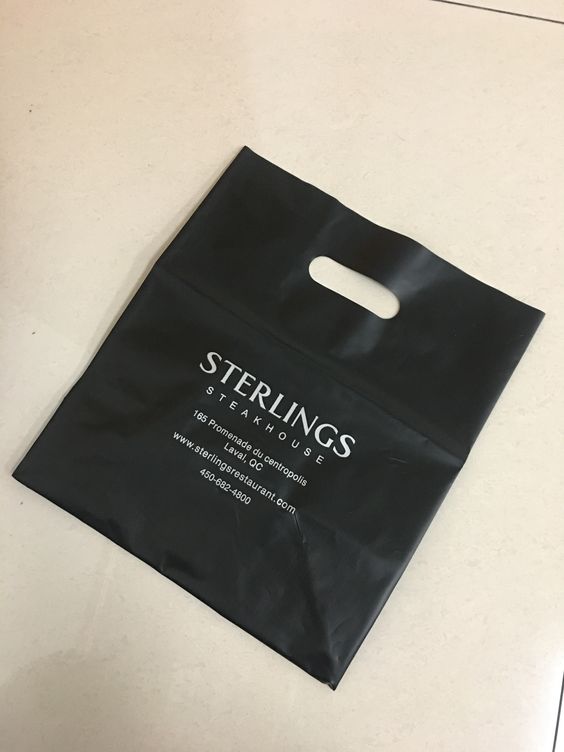 STERLINGS
STEAKHOUSE
165 Promenade du centropolis
Laval, QC
www.sterlingsrestaurant.com
450-682-4800